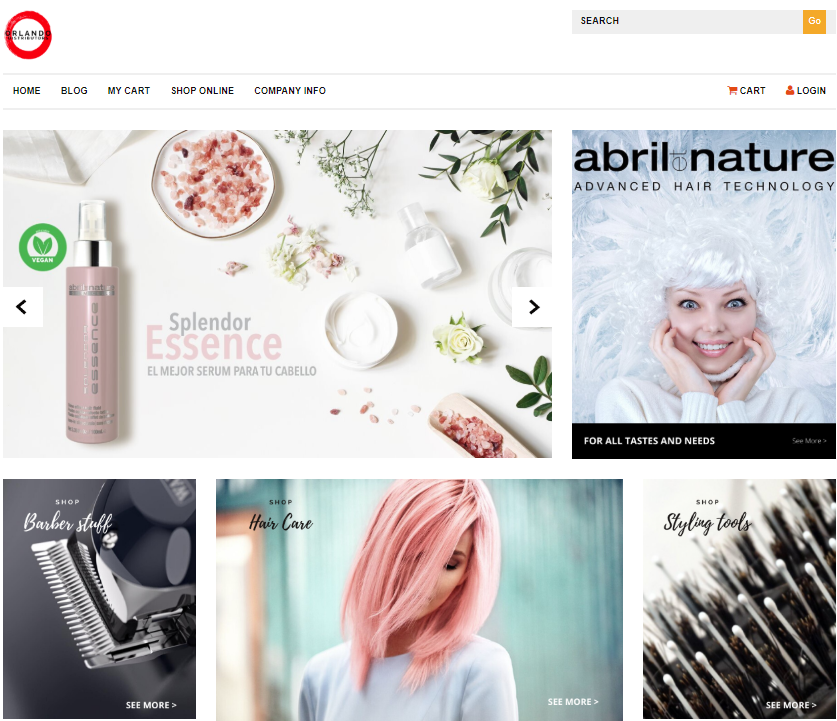 ORLANDO
DISTRIBUTORS
SEARCH
Go
HOME
BLOG
MY CART
SHOP ONLINE
COMPANY INFO
CART
LOGIN
VEGAN
abril et nature
Splendor
Essence
EL MEJOR SERUM PARA TU CABELLO
abril et nature
ADVANCED HAIR TECHNOLOGY
FOR ALL TASTES AND NEEDS
See More >
SHOP
Barber stuff
SEE MORE >
SHOP
Hair Care
SEE MORE >
SHOP
Styling tools
SEE MORE >